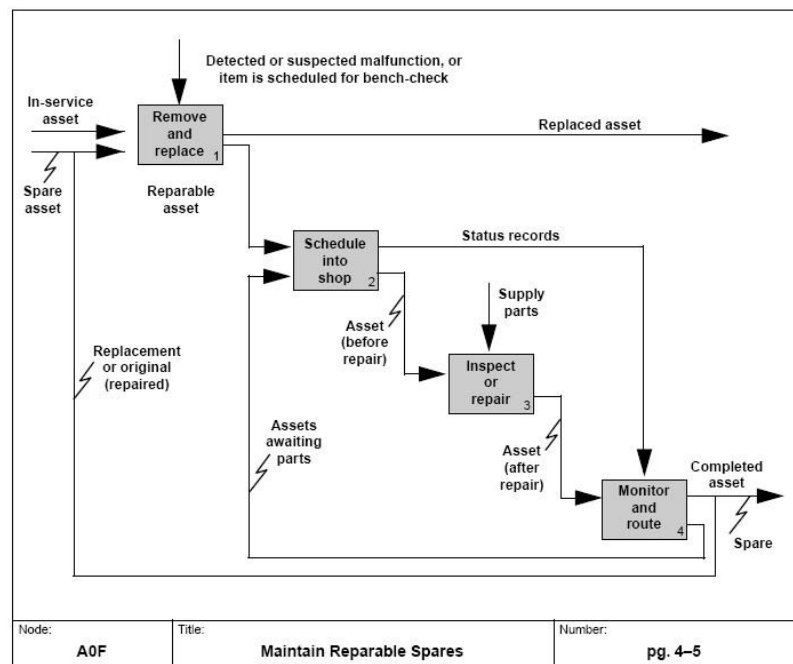 Detected or suspected malfunction, or
item is scheduled for bench-check
In-service
asset
Remove
and
replace
1
Replaced asset
Spare
asset
Reparable
asset
Schedule
into
shop
2
Status records
Supply
parts
Asset
(before
repair)
Replacement
or original
(repaired)
Inspect
or
repair
3
Assets
awaiting
parts
Asset
(after
repair)
Completed
asset
Monitor
and
route
4
Spare
Node:
A0F
Title:
Maintain Reparable Spares
Number:
pg. 4–5